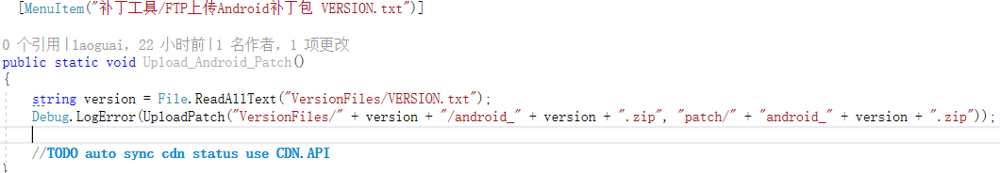 [MenuItem("补丁工具/FTP上传Android补丁包 VERSION.txt")]
0 个引用|laoguai，22 小时前|1 名作者，1 项更改
public static void Upload_Android_Patch()
{
string version = File.ReadAllText("VersionFiles/VERSION.txt");
Debug.LogError(UploadPatch("VersionFiles/" + version + "/android_" + version + ".zip", "patch/" + "android_" + version + ".zip"));
//TODO auto sync cdn status use CDN.API
}